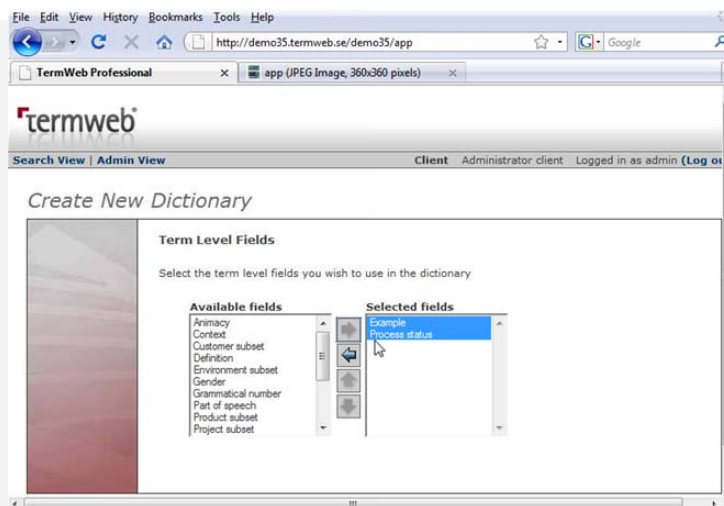 File Edit View History Bookmarks Tools Help
http://demo35.termweb.se/demo35/app Google
TermWeb Professional app (JPEG Image, 360x360 pixels)
termweb
Search View | Admin View Client Administrator client Logged in as admin (Log ou
Create New Dictionary
Term Level Fields
Select the term level fields you wish to use in the dictionary
Available fields Selected fields
Animacy Example
Context Process status
Customer subset
Definition
Environment subset
Gender
Grammatical number
Part of speech
Product subset
Project subset